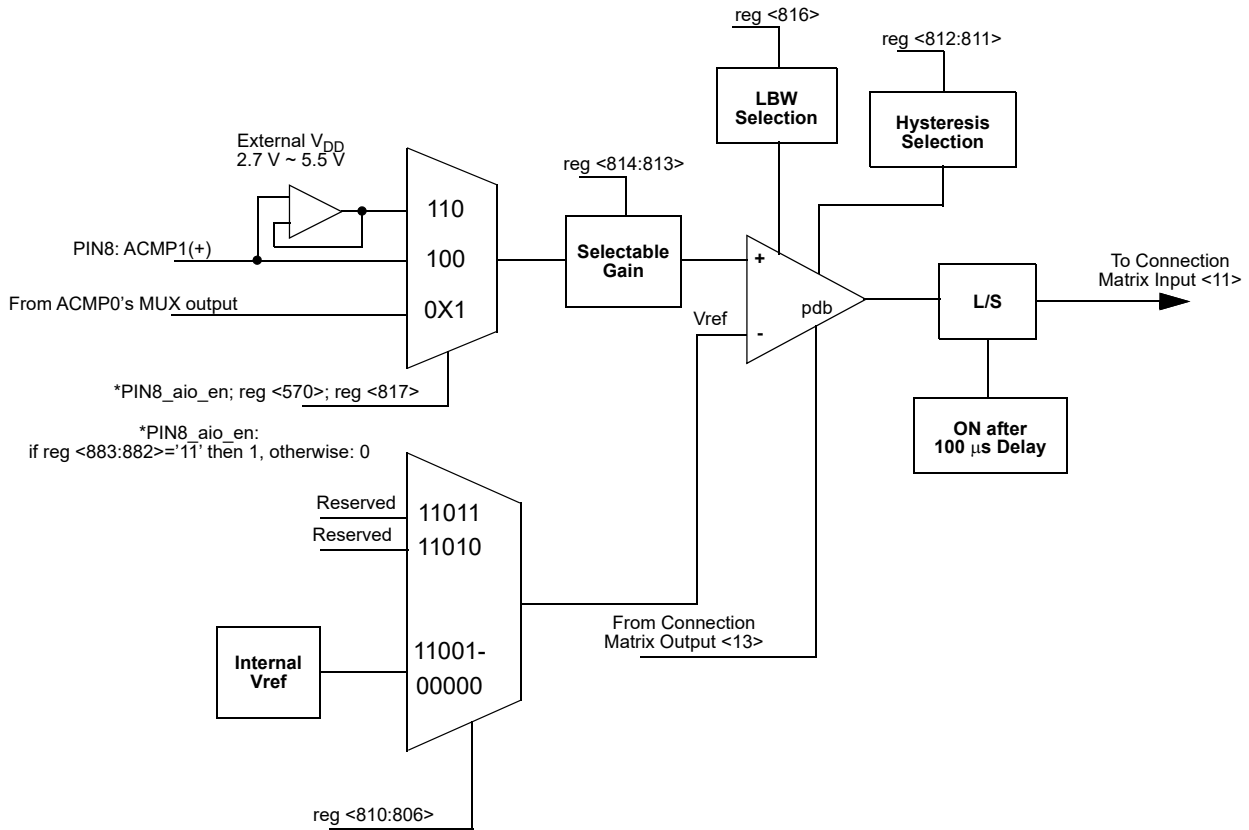 reg <816>
reg <812:811>
LBW
Selection
Hysteresis
Selection
External VDD
2.7 V ~ 5.5 V
reg <814:813>
110
PIN8: ACMP1(+)
100
Selectable
Gain
+
To Connection
Matrix Input <11>
From ACMP0's MUX output
0X1
Vref
pdb
-
L/S
*PIN8_aio_en; reg <570>; reg <817>
*PIN8_aio_en:
if reg <883:882>='11' then 1, otherwise: 0
ON after
100 μs Delay
Reserved
11011
Reserved
11010
From Connection
Matrix Output <13>
Internal
Vref
11001-
00000
reg <810:806>